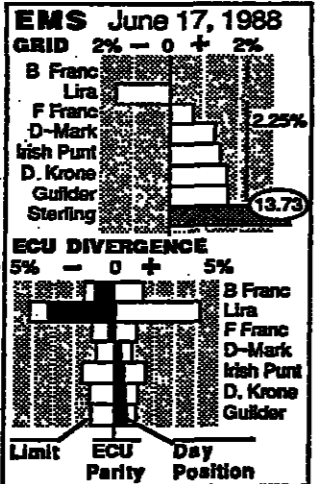 EMS June 17, 1988
GRID 2% — 0 + 2%
B Franc
Lira
F Franc
D-Mark
2.25%
Irish Punt
D. Krone
Guilder
Sterling
13.73
ECU DIVERGENCE
5% — 0 + 5%
B Franc
Lira
F Franc
D-Mark
Irish Punt
D. Krone
Guilder
Limit ECU Day
Parity Position